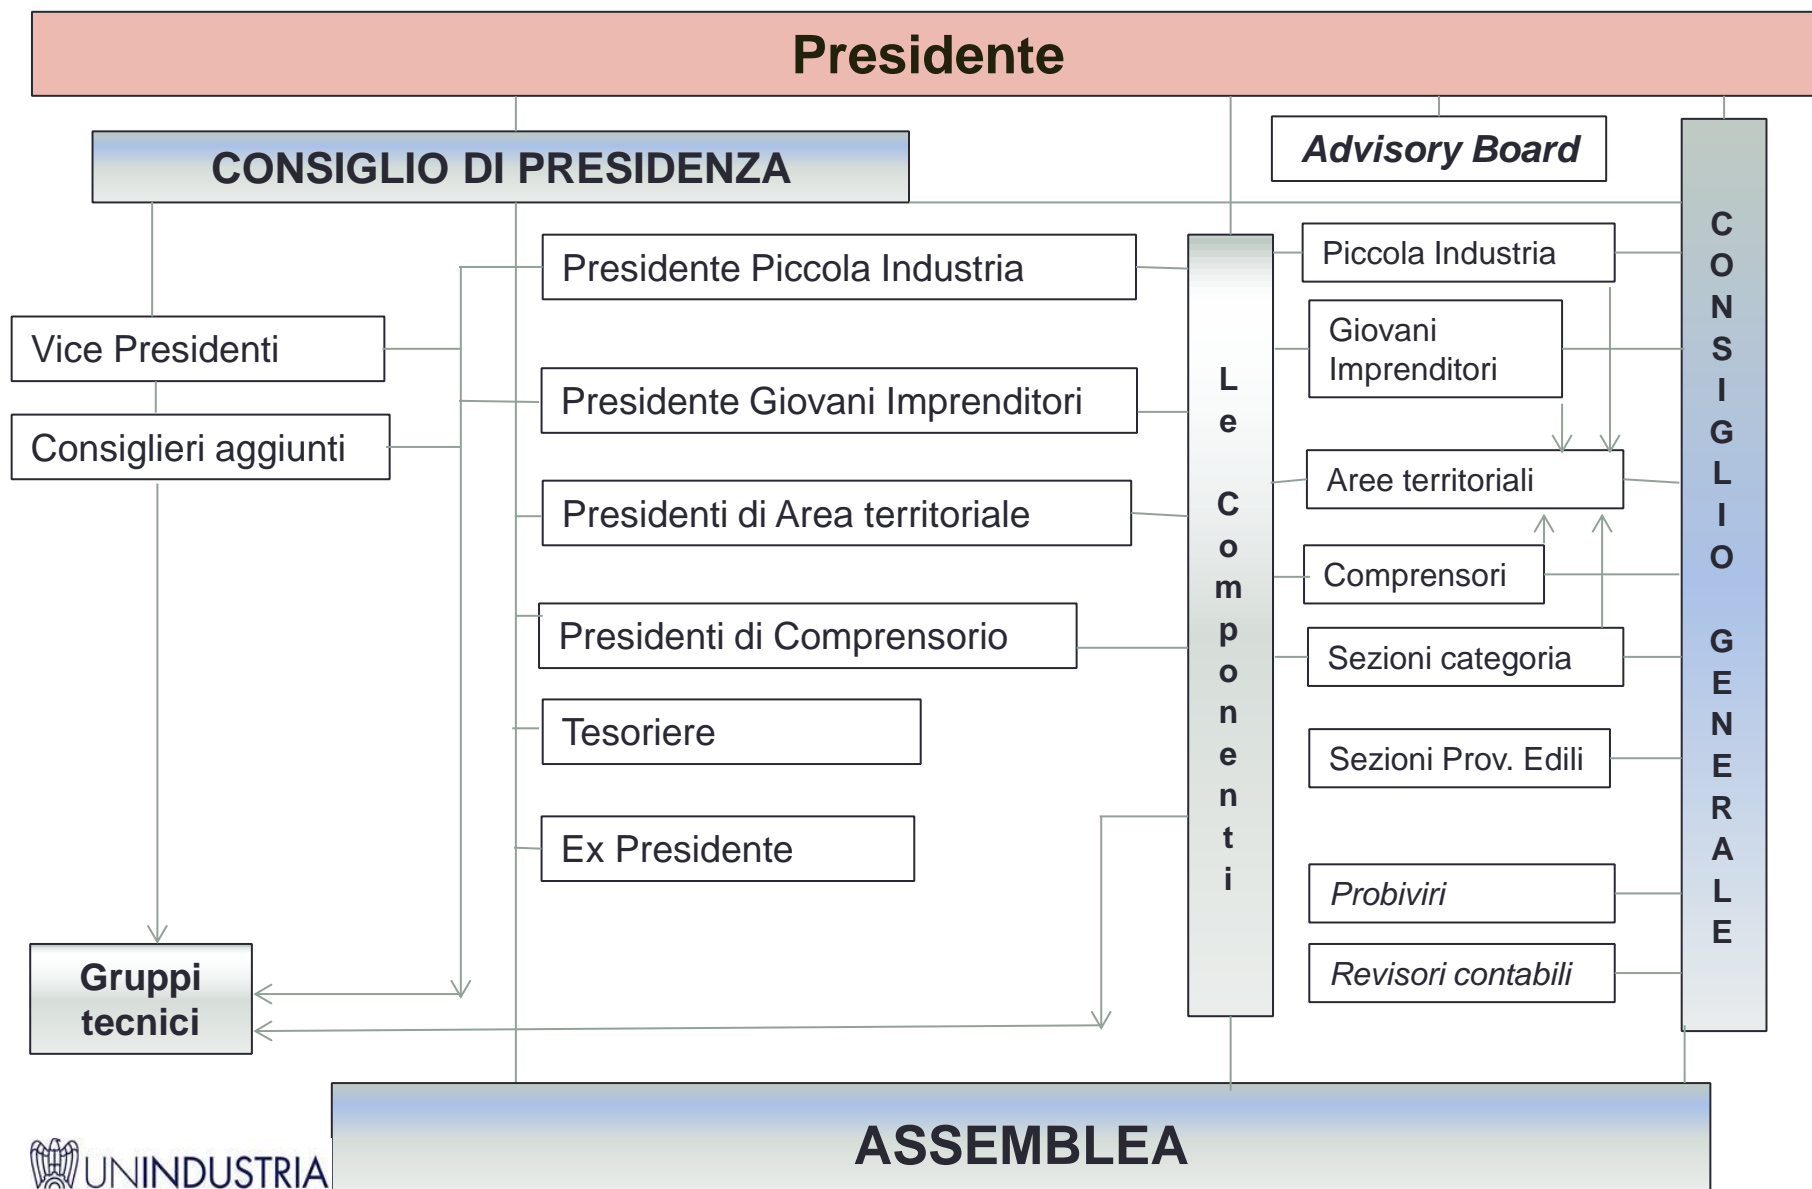 Presidente
CONSIGLIO DI PRESIDENZA
Advisory Board
Presidente Piccola Industria
Vice Presidenti
Presidente Giovani Imprenditori
Consiglieri aggiunti
Presidenti di Area territoriale
Presidenti di Comprensorio
Tesoriere
Ex Presidente
Gruppi
tecnici
Le Componenti
Piccola Industria
Giovani
Imprenditori
Aree territoriali
Comprensori
Sezioni categoria
Sezioni Prov. Edili
Probiviri
Revisori contabili
CONSIGLIO GENERALE
ASSEMBLEA
UNINDUSTRIA